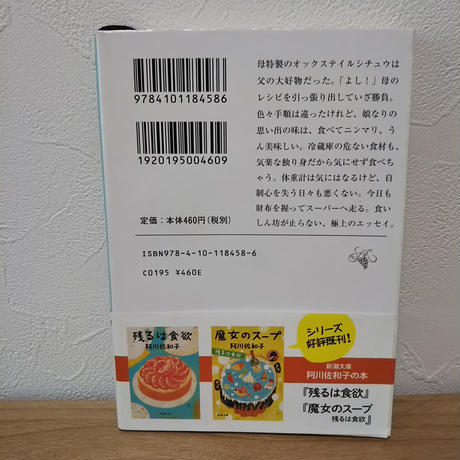 9784101184586
1920195004609
定価：本体460円（税別）
ISBN978-4-10-118458-6
C0195 ¥460E
母特製のオックステイルシチュウは
父の大好物だった。「よし！」母の
レシピを引っ張り出していざ勝負。
色々手順は違ったけれど、娘なりの
思い出の味は、食べてニンマリ、う
ん美味しい。冷蔵庫の危ない食材も、
気楽な独り身だから気にせず食べち
ゃう。体重計は気にはなるけど、自
制心を失う日々も悪くない。今日も
財布を握ってスーパーへ走る。食い
しん坊が止らない、極上のエッセイ。
残るは食欲
阿川佐和子
魔女のスープ
残るは食欲
阿川佐和子
シリーズ
好評既刊！
新潮文庫
阿川佐和子の本
『残るは食欲』
『魔女のスープ
残るは食欲』